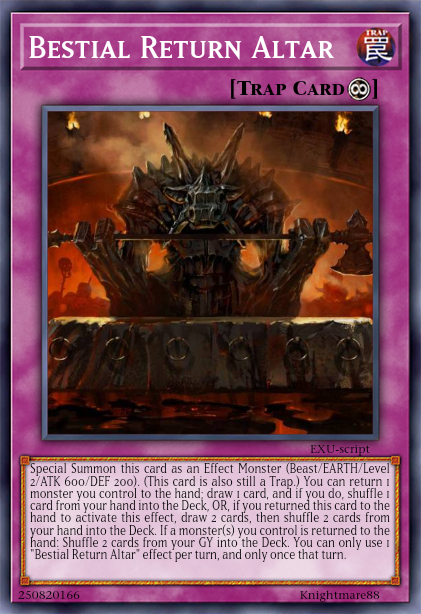 Bestial Return Altar
TRAP
罠
[Trap Card♾]
EXU-script
Special Summon this card as an Effect Monster (Beast/EARTH/Level
2/ATK 600/DEF 200). (This card is also still a Trap.) You can return 1
monster you control to the hand; draw 1 card, and if you do, shuffle 1
card from your hand into the Deck, OR, if you returned this card to the
hand to activate this effect, draw 2 cards, then shuffle 2 cards from
your hand into the Deck. If a monster(s) you control is returned to the
hand: Shuffle 2 cards from your GY into the Deck. You can only use 1
"Bestial Return Altar" effect per turn, and only once that turn.
250820166
Knightmare88